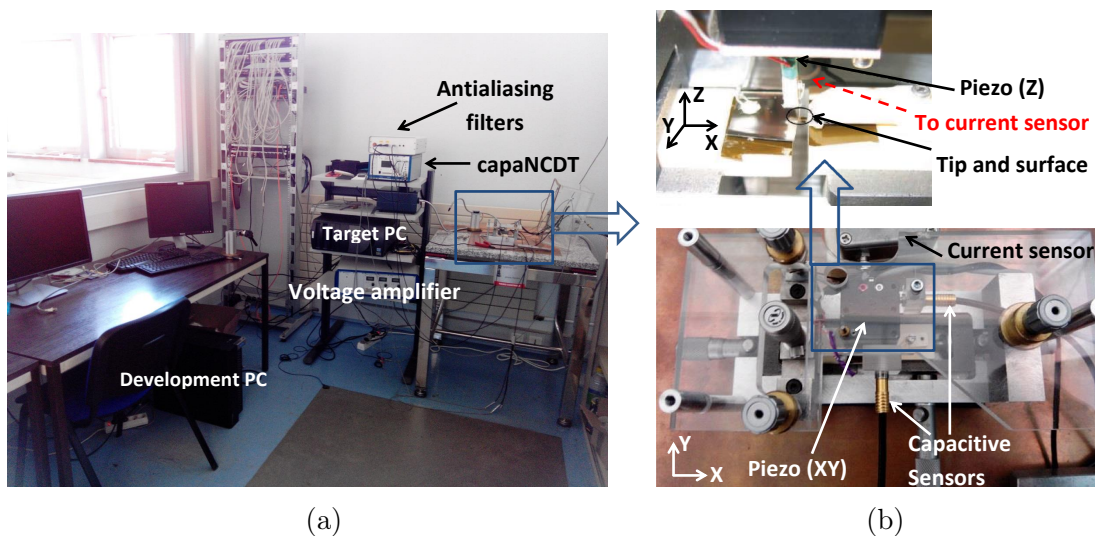 Antialiasing
filters
capaNCDT
Target PC
Voltage amplifier
Development PC
(a)
Piezo (Z)
To current sensor
Tip and surface
Z
Y
X
Current sensor
Capacitive
Sensors
Piezo (XY)
Y
X
(b)